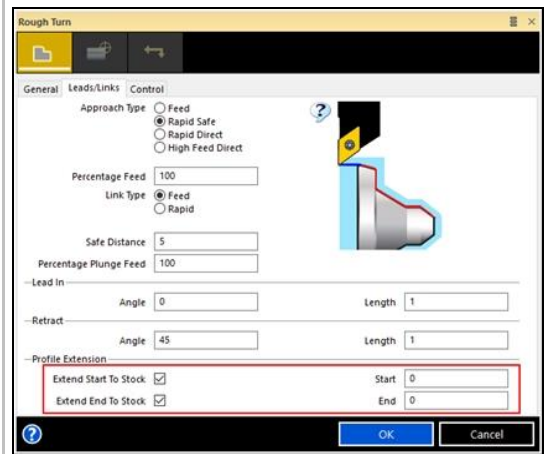 Rough Turn
General Leads/Links Control
Approach Type Feed
Rapid Safe
Rapid Direct
High Feed Direct
Percentage Feed 100
Link Type Feed
Rapid
Safe Distance 5
Percentage Plunge Feed 100
Lead In
Angle 0 Length 1
Retract
Angle 45 Length 1
Profile Extension
Extend Start To Stock Start 0
Extend End To Stock End 0
? OK Cancel